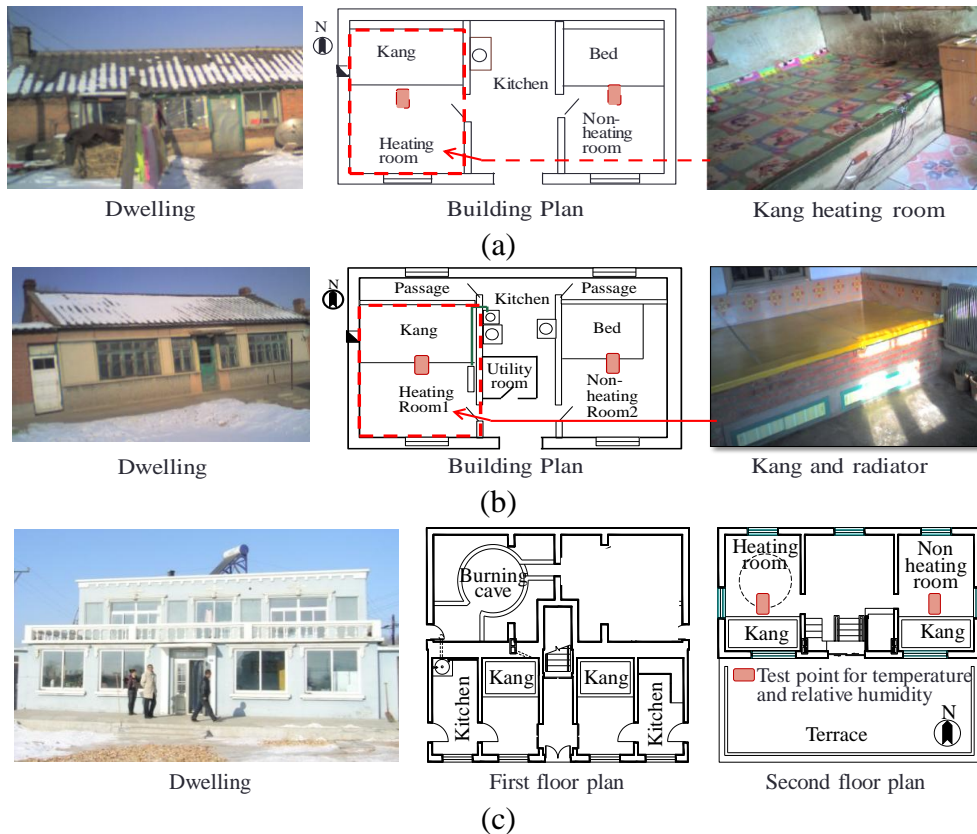 N
Kang
Kitchen
Bed
Heating
room
Non-
heating
room
Dwelling
Building Plan
Kang heating room
(a)
N
Passage
Kitchen
Passage
Kang
Bed
Utility
room
Heating
Room1
Non-
heating
Room2
Dwelling
Building Plan
Kang and radiator
(b)
Burning
cave
Kang
Kang
Kitchen
Kitchen
Heating
room
Non
heating
room
Kang
Kang
Test point for temperature
and relative humidity
N
Terrace
Dwelling
First floor plan
Second floor plan
(c)